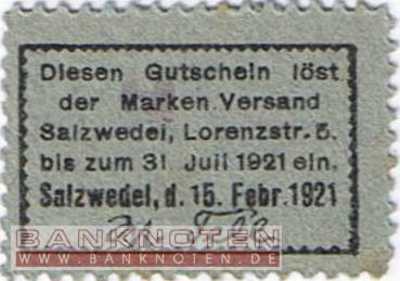 Diesen Gutschein löst
der Marken Versand
Salzwedel, Lorenzstr. 5.
bis zum 31. Juli 1921 ein.
Salzwedel, d. 15. Febr. 1921
BANKNOTEN
WWW.BANKNOTEN.DE